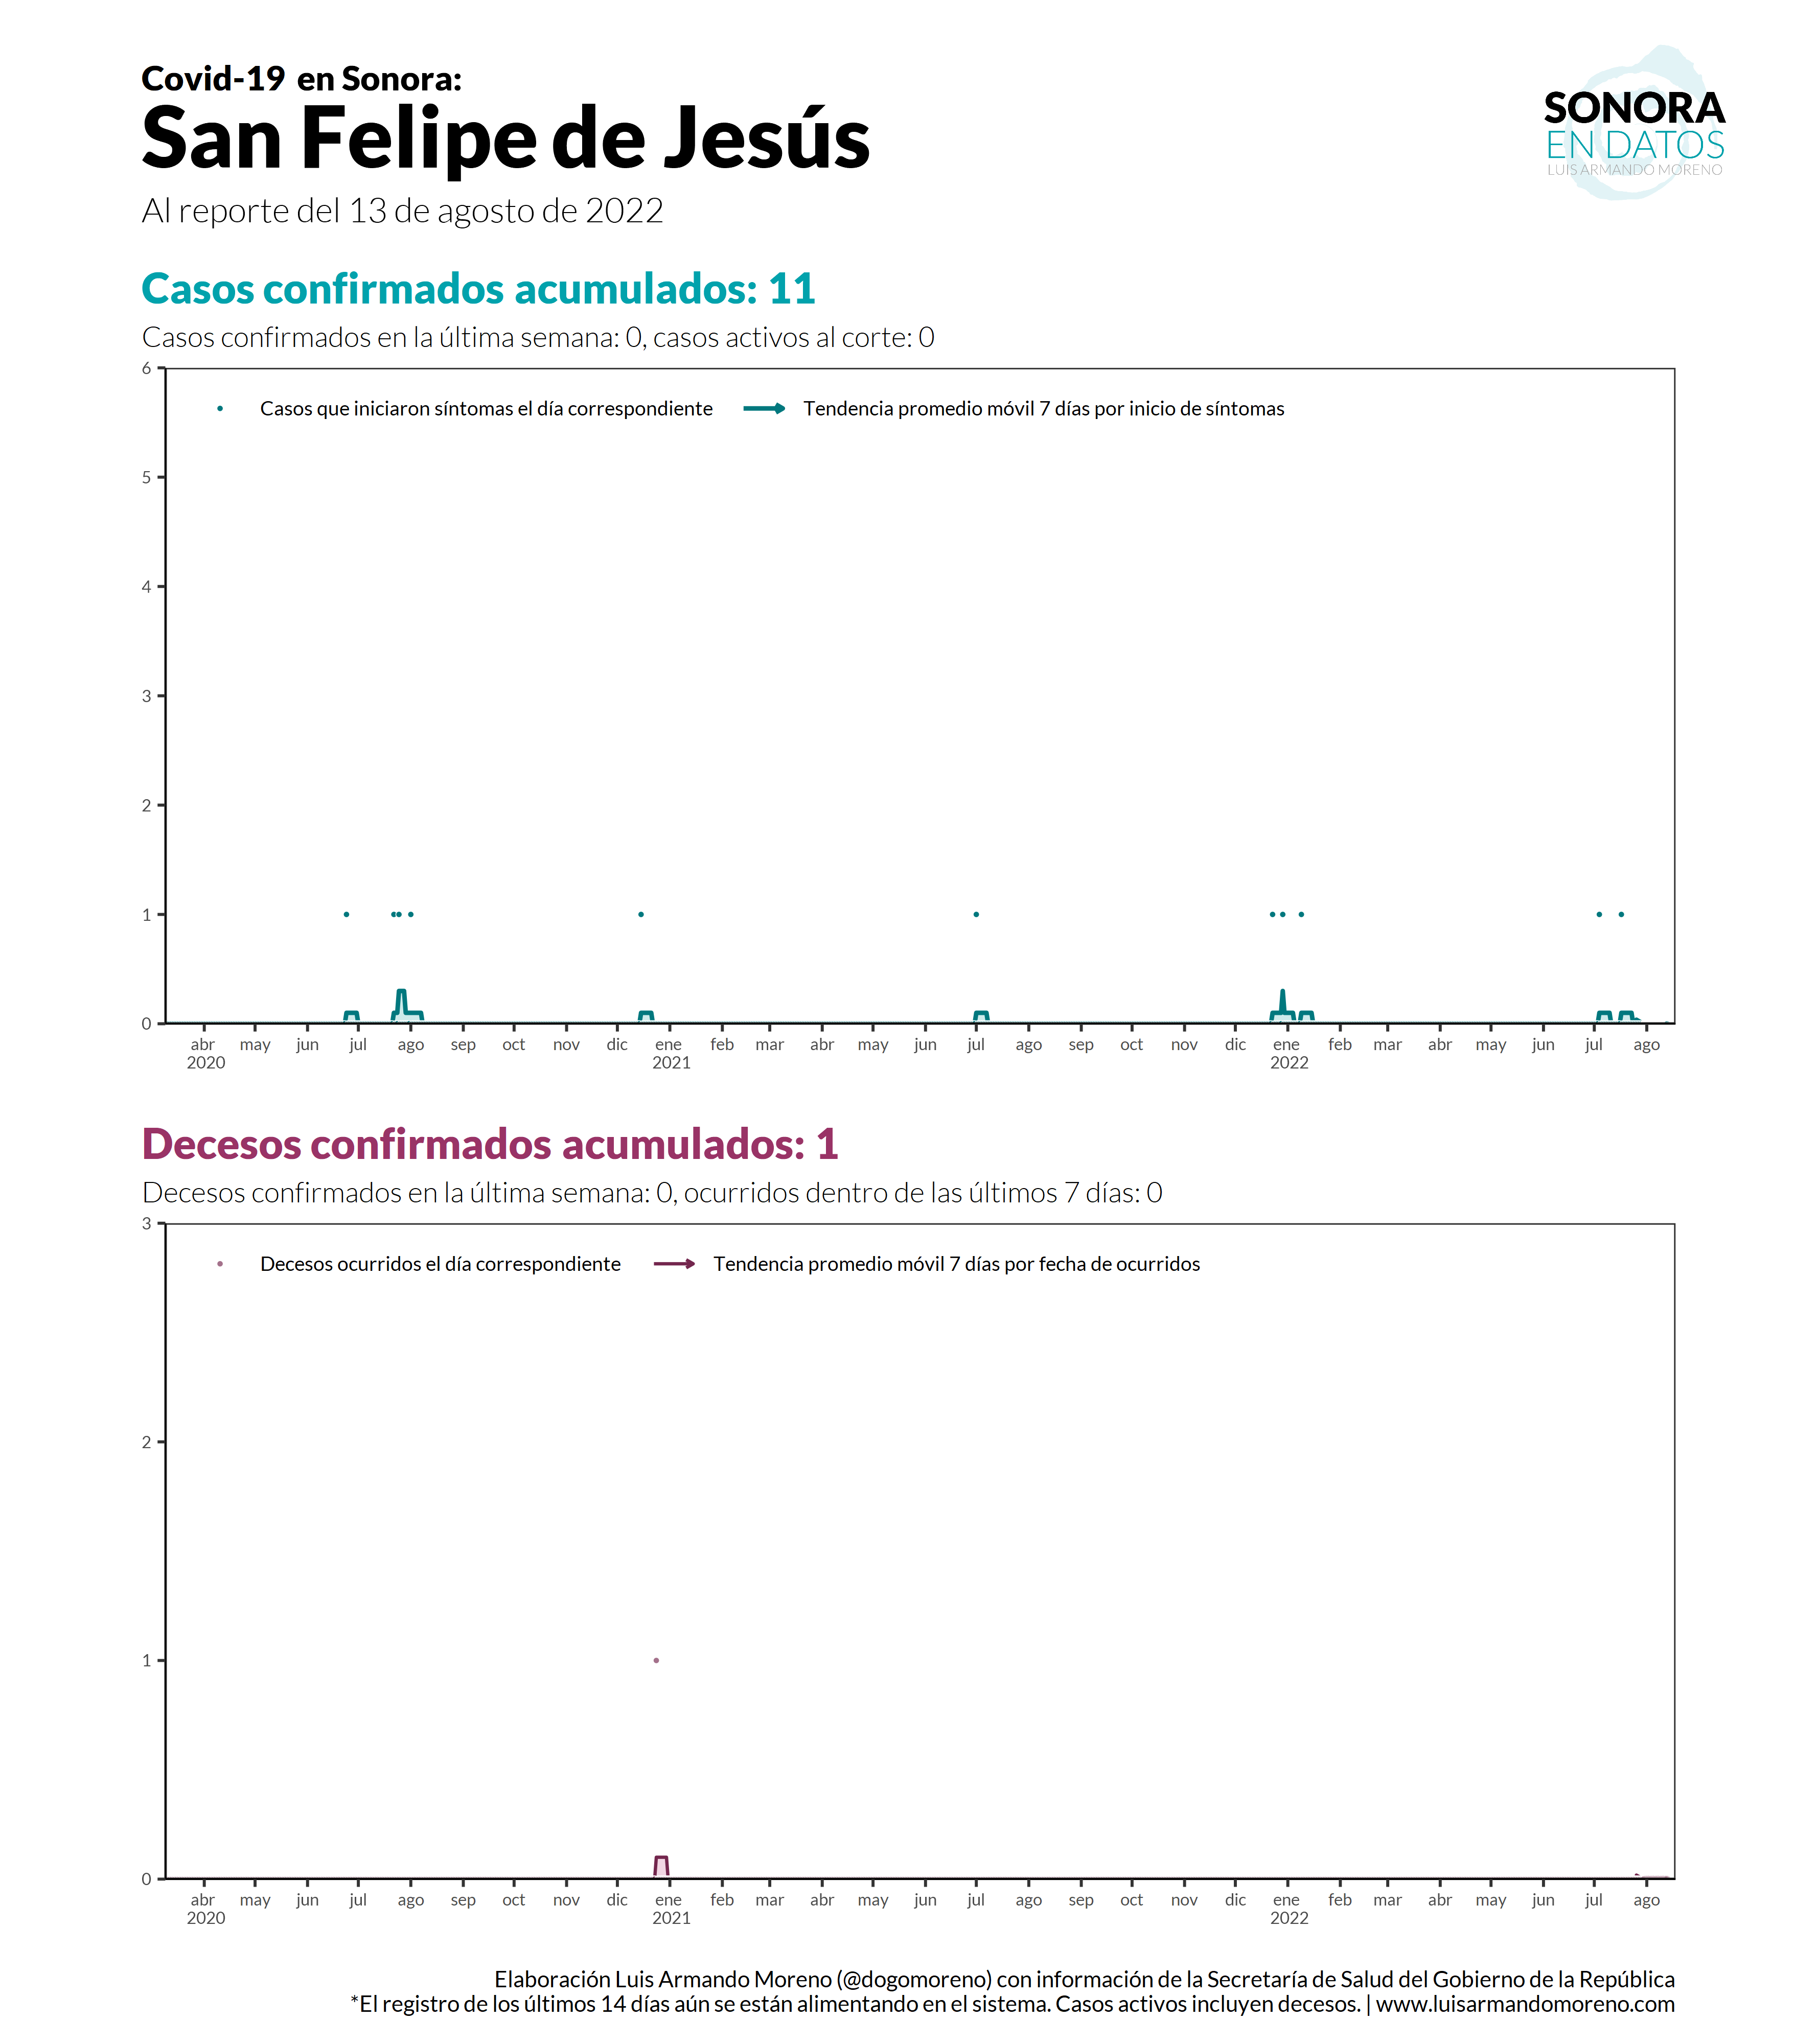 Covid-19 en Sonora:
San Felipe de Jesús
Al reporte del 13 de agosto de 2022
SONORA
EN DATOS
LUIS ARMANDO MORENO
Casos confirmados acumulados: 11
Casos confirmados en la última semana: 0, casos activos al corte: 0
6
Casos que iniciaron síntomas el día correspondiente Tendencia promedio móvil 7 días por inicio de síntomas
5
4
3
2
1
0
abr may jun jul ago sep oct nov dic ene feb mar abr may jun jul ago sep oct nov dic ene feb mar abr may jun jul ago
2020 2021 2022
Decesos confirmados acumulados: 1
Decesos confirmados en la última semana: 0, ocurridos dentro de las últimos 7 días: 0
3
Decesos ocurridos el día correspondiente Tendencia promedio móvil 7 días por fecha de ocurridos
2
1
0
abr may jun jul ago sep oct nov dic ene feb mar abr may jun jul ago sep oct nov dic ene feb mar abr may jun jul ago
2020 2021 2022
Elaboración Luis Armando Moreno (@dogomoreno) con información de la Secretaría de Salud del Gobierno de la República
*El registro de los últimos 14 días aún se están alimentando en el sistema. Casos activos incluyen decesos. | www.luisarmandomoreno.com